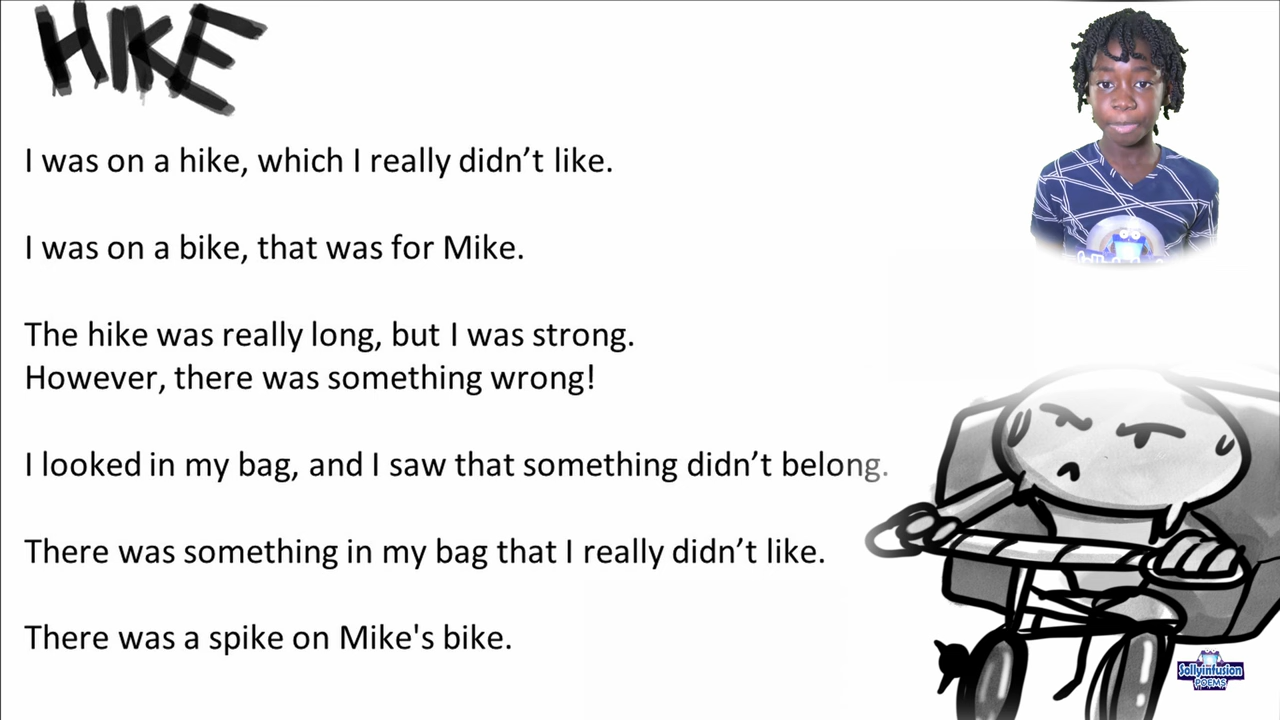 HIKE
I was on a hike, which I really didn’t like.
I was on a bike, that was for Mike.
The hike was really long, but I was strong.
However, there was something wrong!
I looked in my bag, and I saw that something didn’t belong.
There was something in my bag that I really didn’t like.
There was a spike on Mike's bike.
Sollyinfusion
POEMS